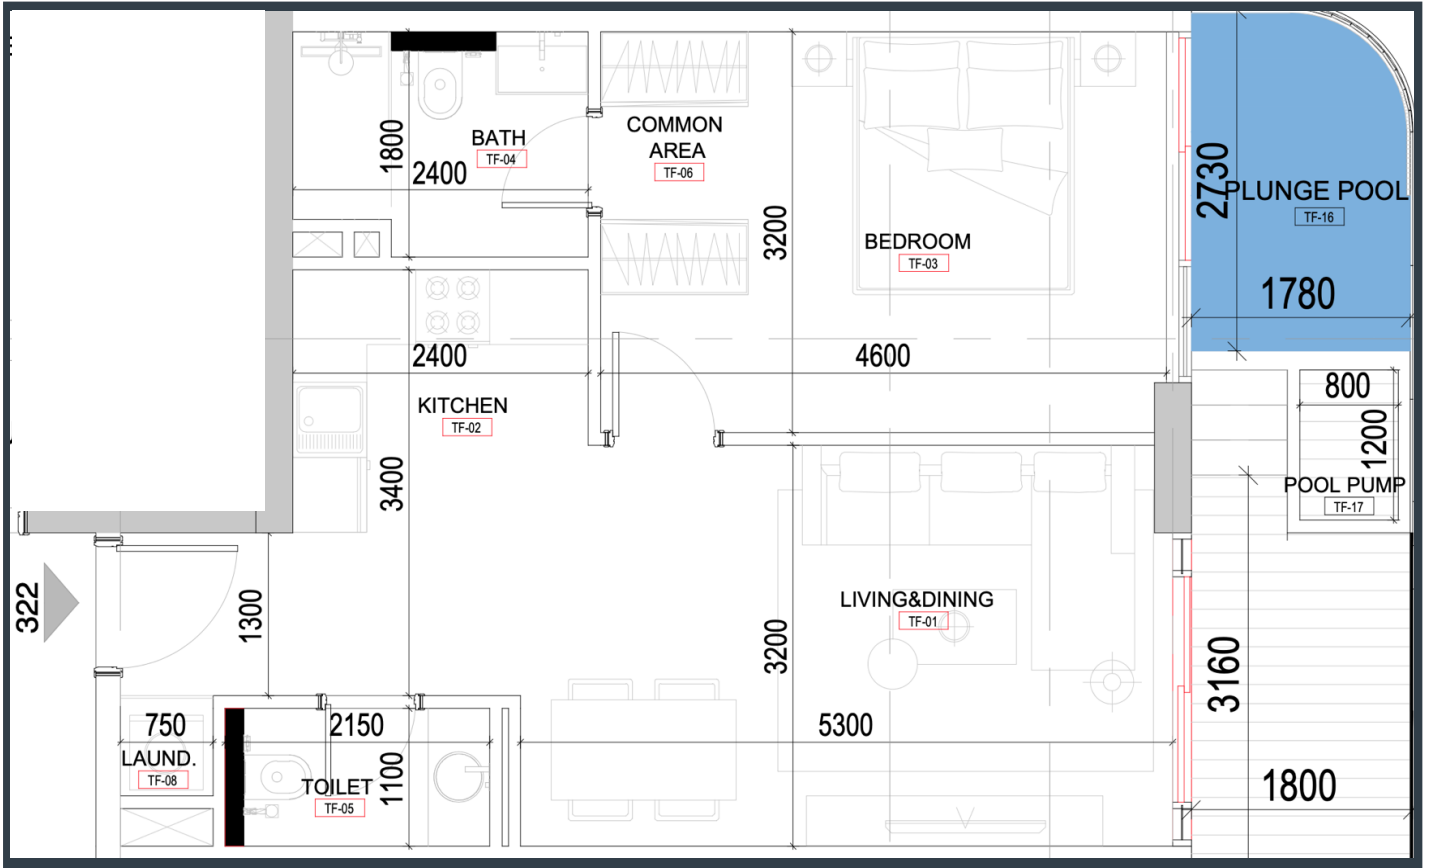 BATH
TF-04
1800
2400
COMMON
AREA
TF-06
3200
BEDROOM
TF-03
2730
PLUNGE POOL
TF-16
1780
2400
4600
KITCHEN
TF-02
3400
800
1200
POOL PUMP
TF-17
322
1300
LIVING&DINING
TF-01
3200
3160
750
2150
5300
LAUND.
TF-08
TOILET
TF-05
1100
1800